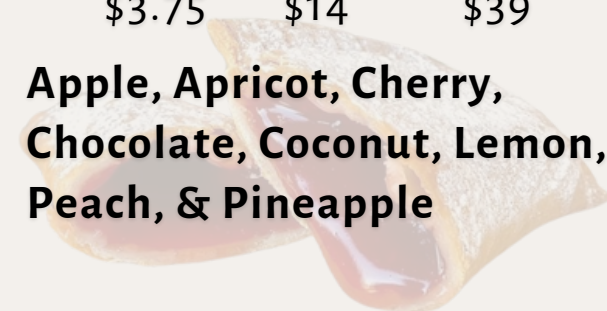 $3.75 $14 $39
Apple, Apricot, Cherry,
Chocolate, Coconut, Lemon,
Peach, & Pineapple